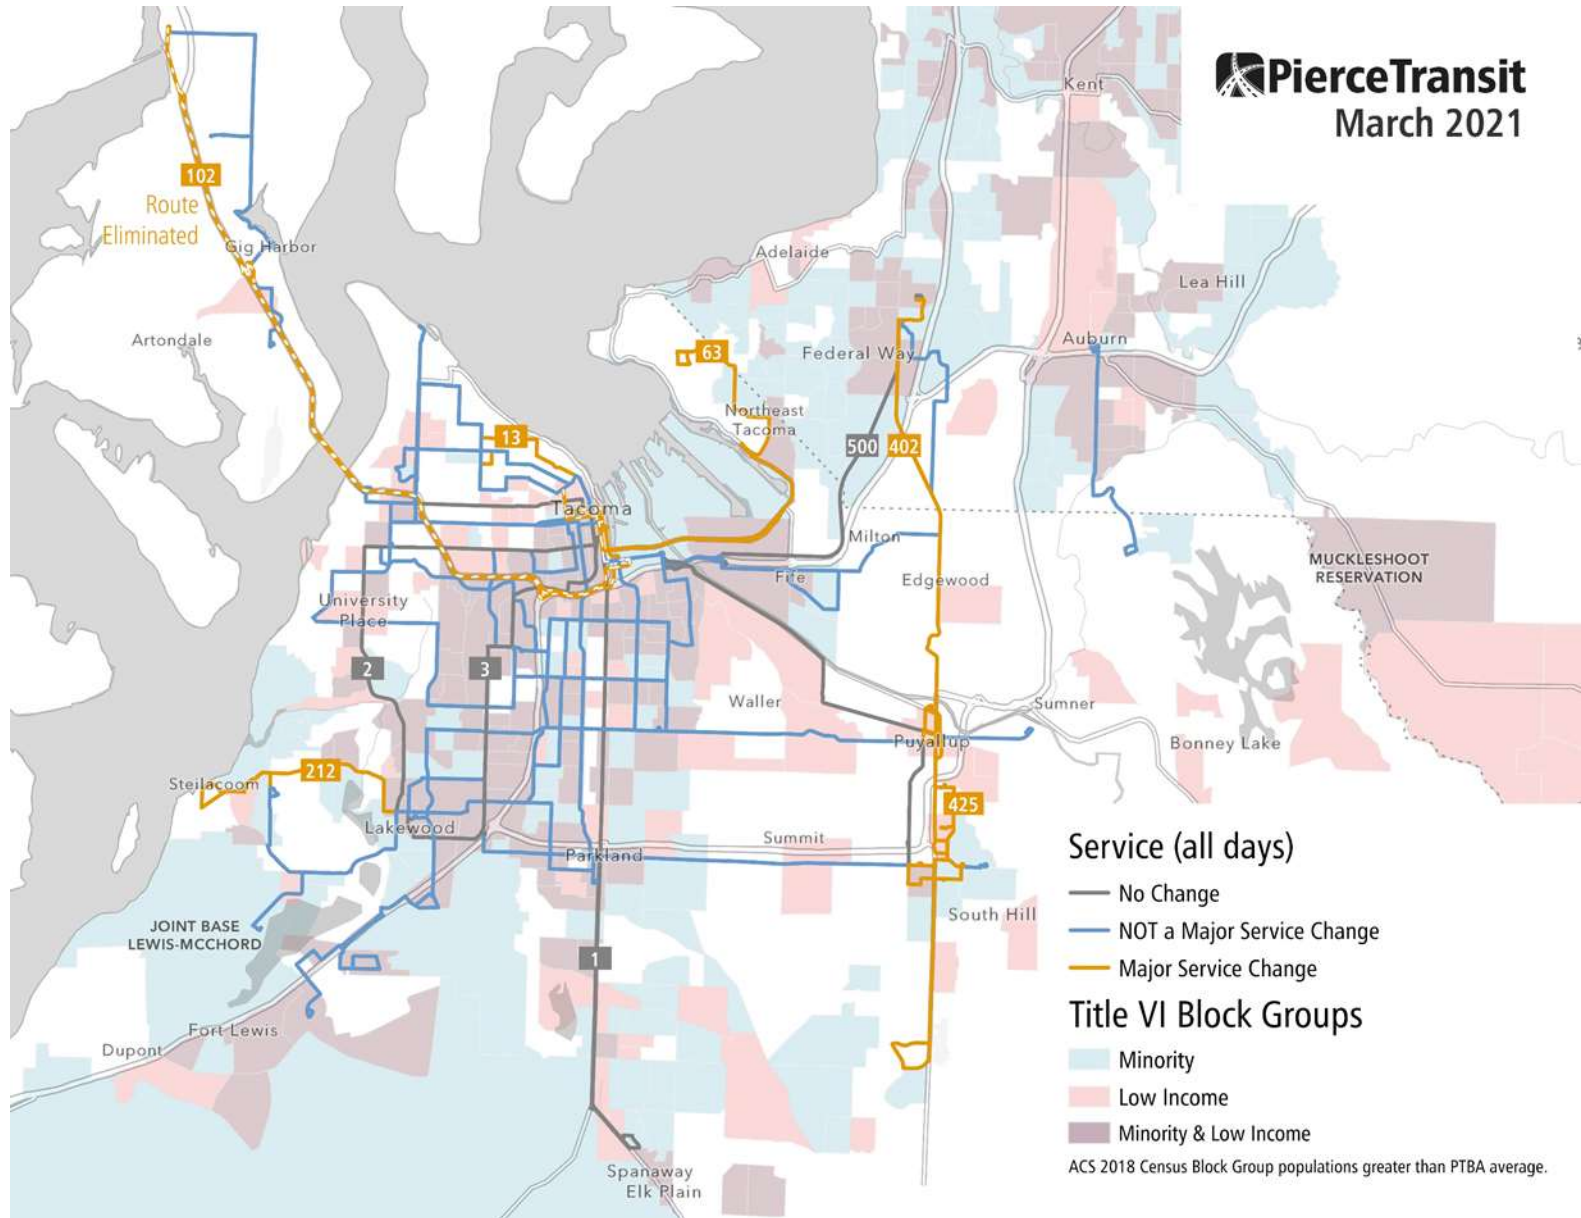 PierceTransit
March 2021
Kent
102
Route
Eliminated
Gig Harbor
Adelaide
Lea Hill
Artondale
63
Federal Way
Auburn
Northeast
Tacoma
13
500
402
Tacoma
Milton
MUCKLESHOOT
RESERVATION
Fife
Edgewood
University
Place
2
3
Waller
Sumner
Puyallup
Bonney Lake
Steilacoom
212
425
Lakewood
Summit
Parkland
South Hill
JOINT BASE
LEWIS-MCCHORD
1
Fort Lewis
Dupont
Spanaway
Elk Plain
Service (all days)
No Change
NOT a Major Service Change
Major Service Change
Title VI Block Groups
Minority
Low Income
Minority & Low Income
ACS 2018 Census Block Group populations greater than PTBA average.